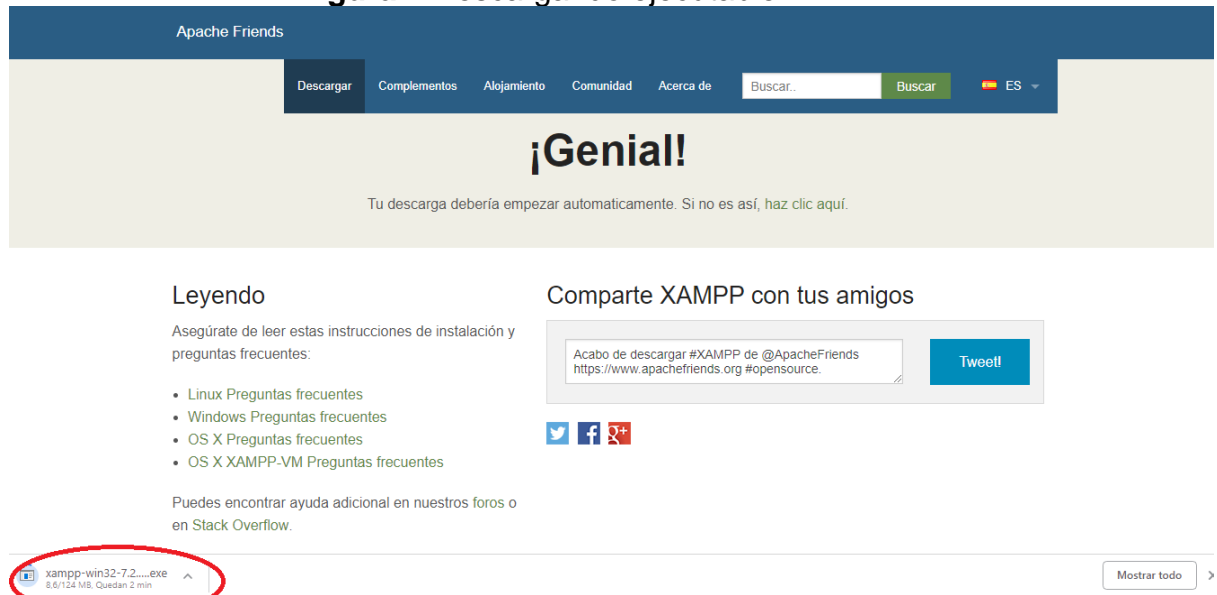 Apache Friends
Descargar Complementos Alojamiento Comunidad Acerca de Buscar.. Buscar ES
¡Genial!
Tu descarga debería empezar automaticamente. Si no es así, haz clic aquí.
Leyendo
Asegúrate de leer estas instrucciones de instalación y
preguntas frecuentes:
Linux Preguntas frecuentes
Windows Preguntas frecuentes
OS X Preguntas frecuentes
OS X XAMPP-VM Preguntas frecuentes
Puedes encontrar ayuda adicional en nuestros foros o
en Stack Overflow.
Comparte XAMPP con tus amigos
Acabo de descargar #XAMPP de @ApacheFriends
https://www.apachefriends.org #opensource.
Tweet!
xampp-win32-7.2.....exe
8,6/124 MB, Quedan 2 min
Mostrar todo